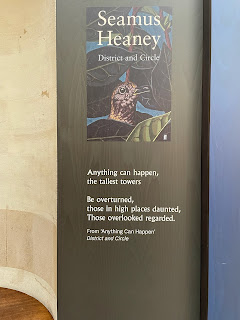 Seamus
Heaney
District and Circle
Anything can happen,
the tallest towers
Be overturned,
those in high places daunted,
Those overlooked regarded.
From 'Anything Can Happen'
District and Circle